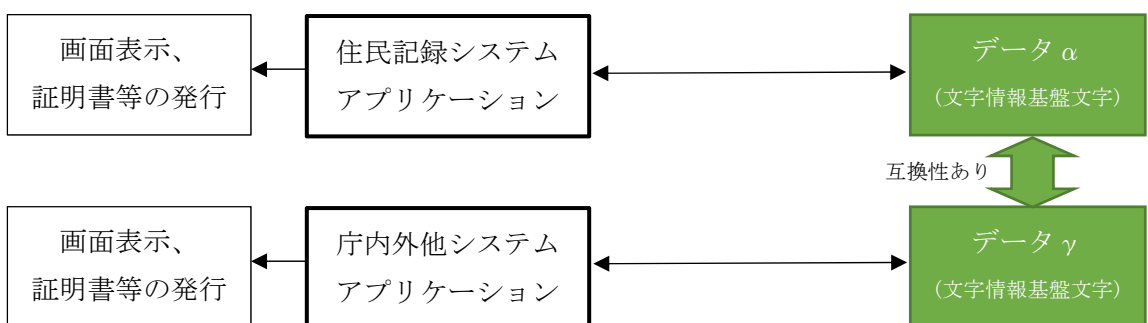 画面表示、
証明書等の発行
住民記録システム
アプリケーション
データ α
（文字情報基盤文字）
互換性あり
画面表示、
証明書等の発行
庁内外他システム
アプリケーション
データ γ
（文字情報基盤文字）